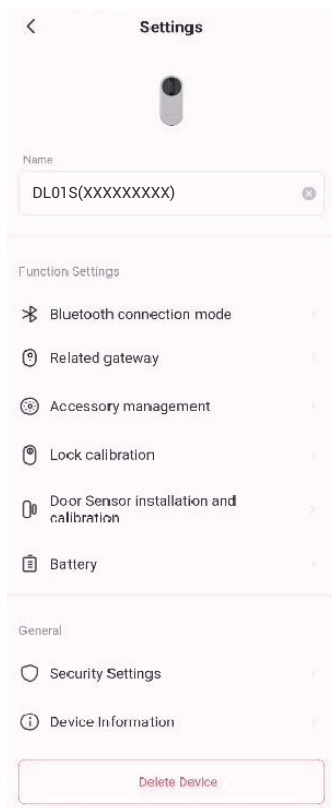 Settings
Name
DL01S(XXXXXXXXX)
Function Settings
Bluetooth connection mode
Related gateway
Accessory management
Lock calibration
Door Sensor installation and
calibration
Battery
General
Security Settings
Device Information
Delete Device